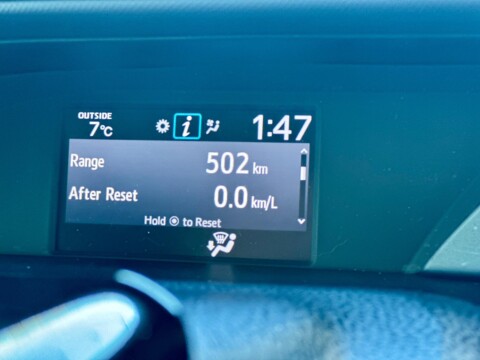 OUTSIDE
7°C
i
1:47
Range 502 km
After Reset 0.0 km/L
Hold ⦿ to Reset